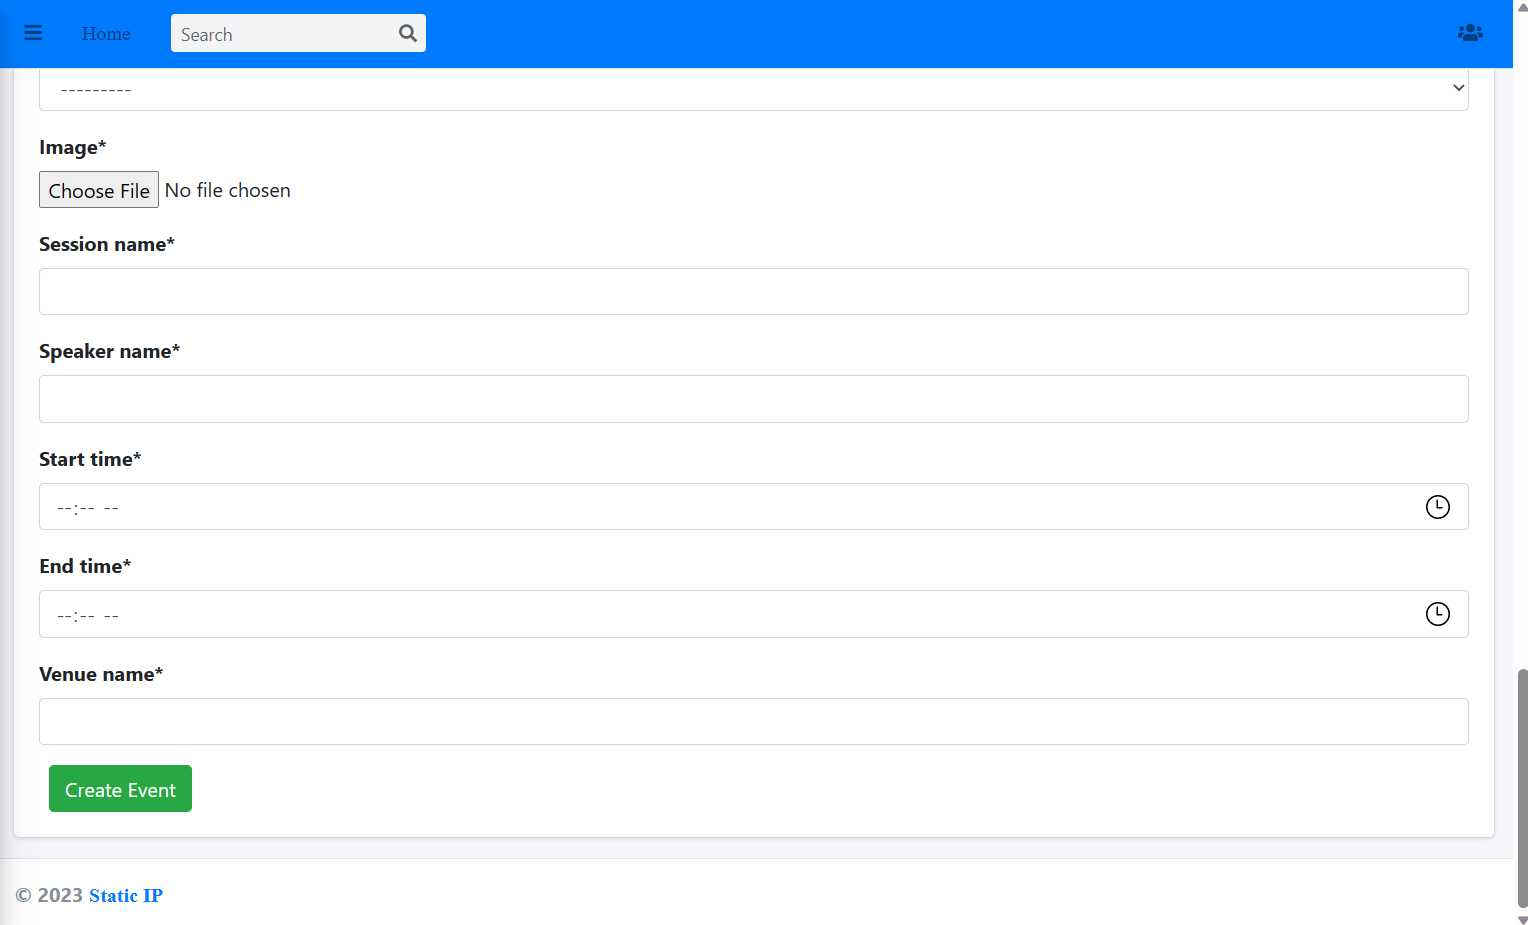 Home Search
---------
Image*
Choose File No file chosen
Session name*
Speaker name*
Start time*
--:-- --
End time*
--:-- --
Venue name*
Create Event
© 2023 Static IP